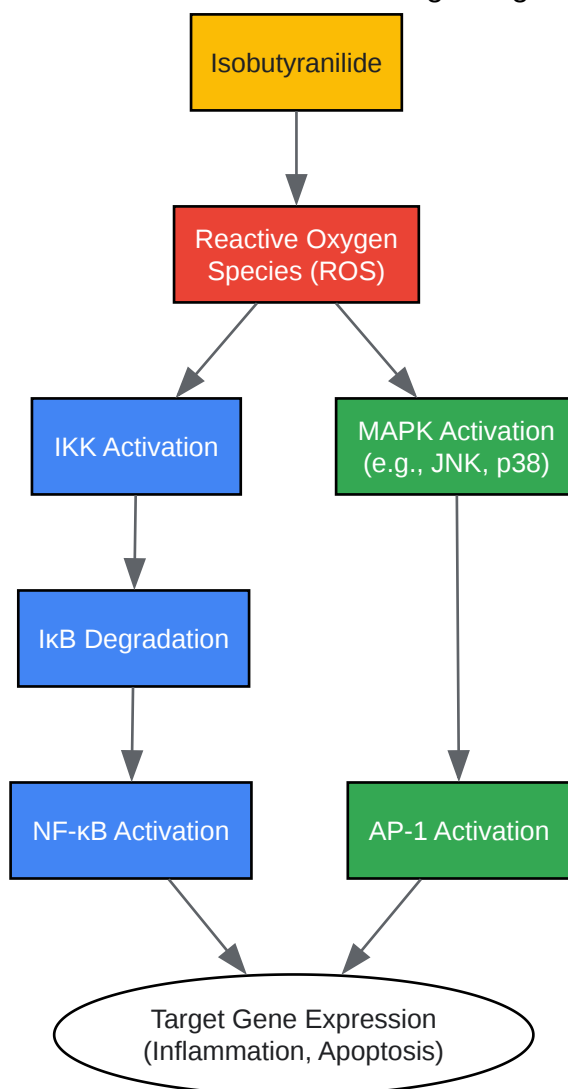 Isobutyranilide
Reactive Oxygen
Species (ROS)
IKK Activation
MAPK Activation
(e.g., JNK, p38)
IκB Degradation
NF-κB Activation
AP-1 Activation
Target Gene Expression
(Inflammation, Apoptosis)